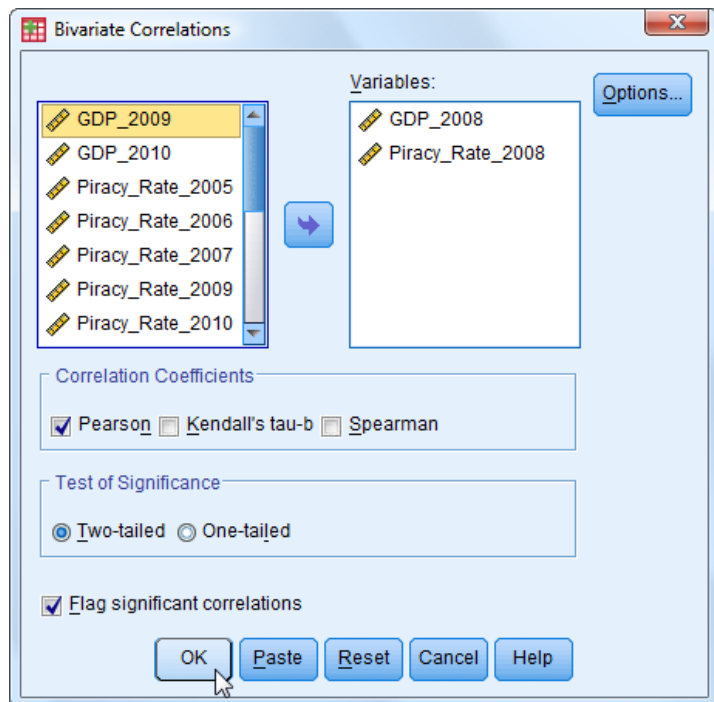 Bivariate Correlations
Variables:
Options...
GDP_2009
GDP_2010
Piracy_Rate_2005
Piracy_Rate_2006
Piracy_Rate_2007
Piracy_Rate_2009
Piracy_Rate_2010
GDP_2008
Piracy_Rate_2008
Correlation Coefficients
Pearson Kendall's tau-b Spearman
Test of Significance
Two-tailed One-tailed
Flag significant correlations
OK Paste Reset Cancel Help